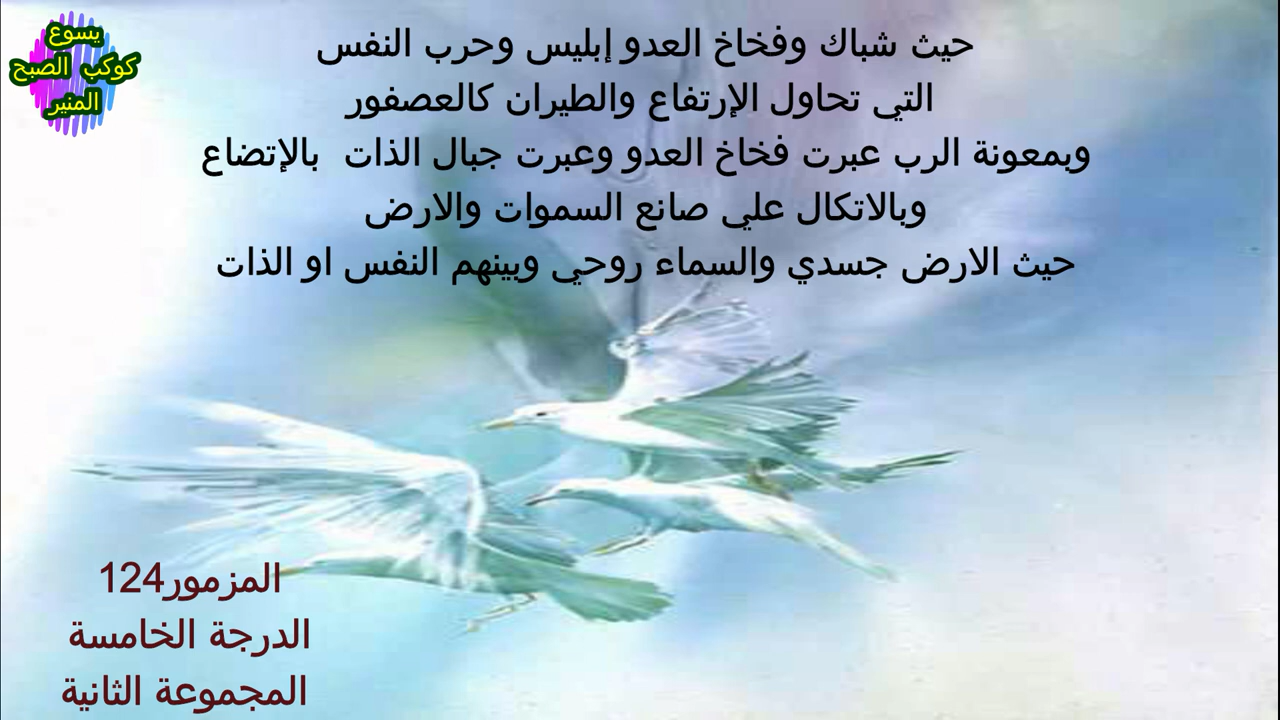 يسوع
كوكب الصبح
المنير
حيث شباك وفخاخ العدو إبليس وحرب النفس
التي تحاول الإرتفاع والطيران كالعصفور
وبمعونة الرب عبرت فخاخ العدو وعبرت جبال الذات  بالإتضاع
وبالاتكال علي صانع السموات والارض
حيث الارض جسدي والسماء روحي وبينهم النفس او الذات
المزمور124
الدرجة الخامسة
المجموعة الثانية